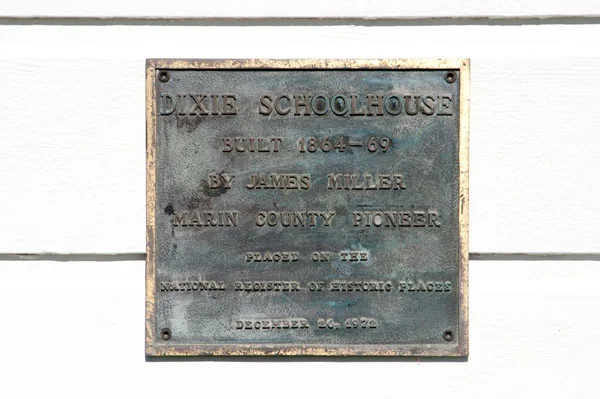 DIXIE SCHOOLHOUSE
BUILT 1864-69
BY JAMES MILLER
MARIN COUNTY PIONEER
PLACED ON THE
NATIONAL REGISTER OF HISTORIC PLACES
DECEMBER 26, 1972